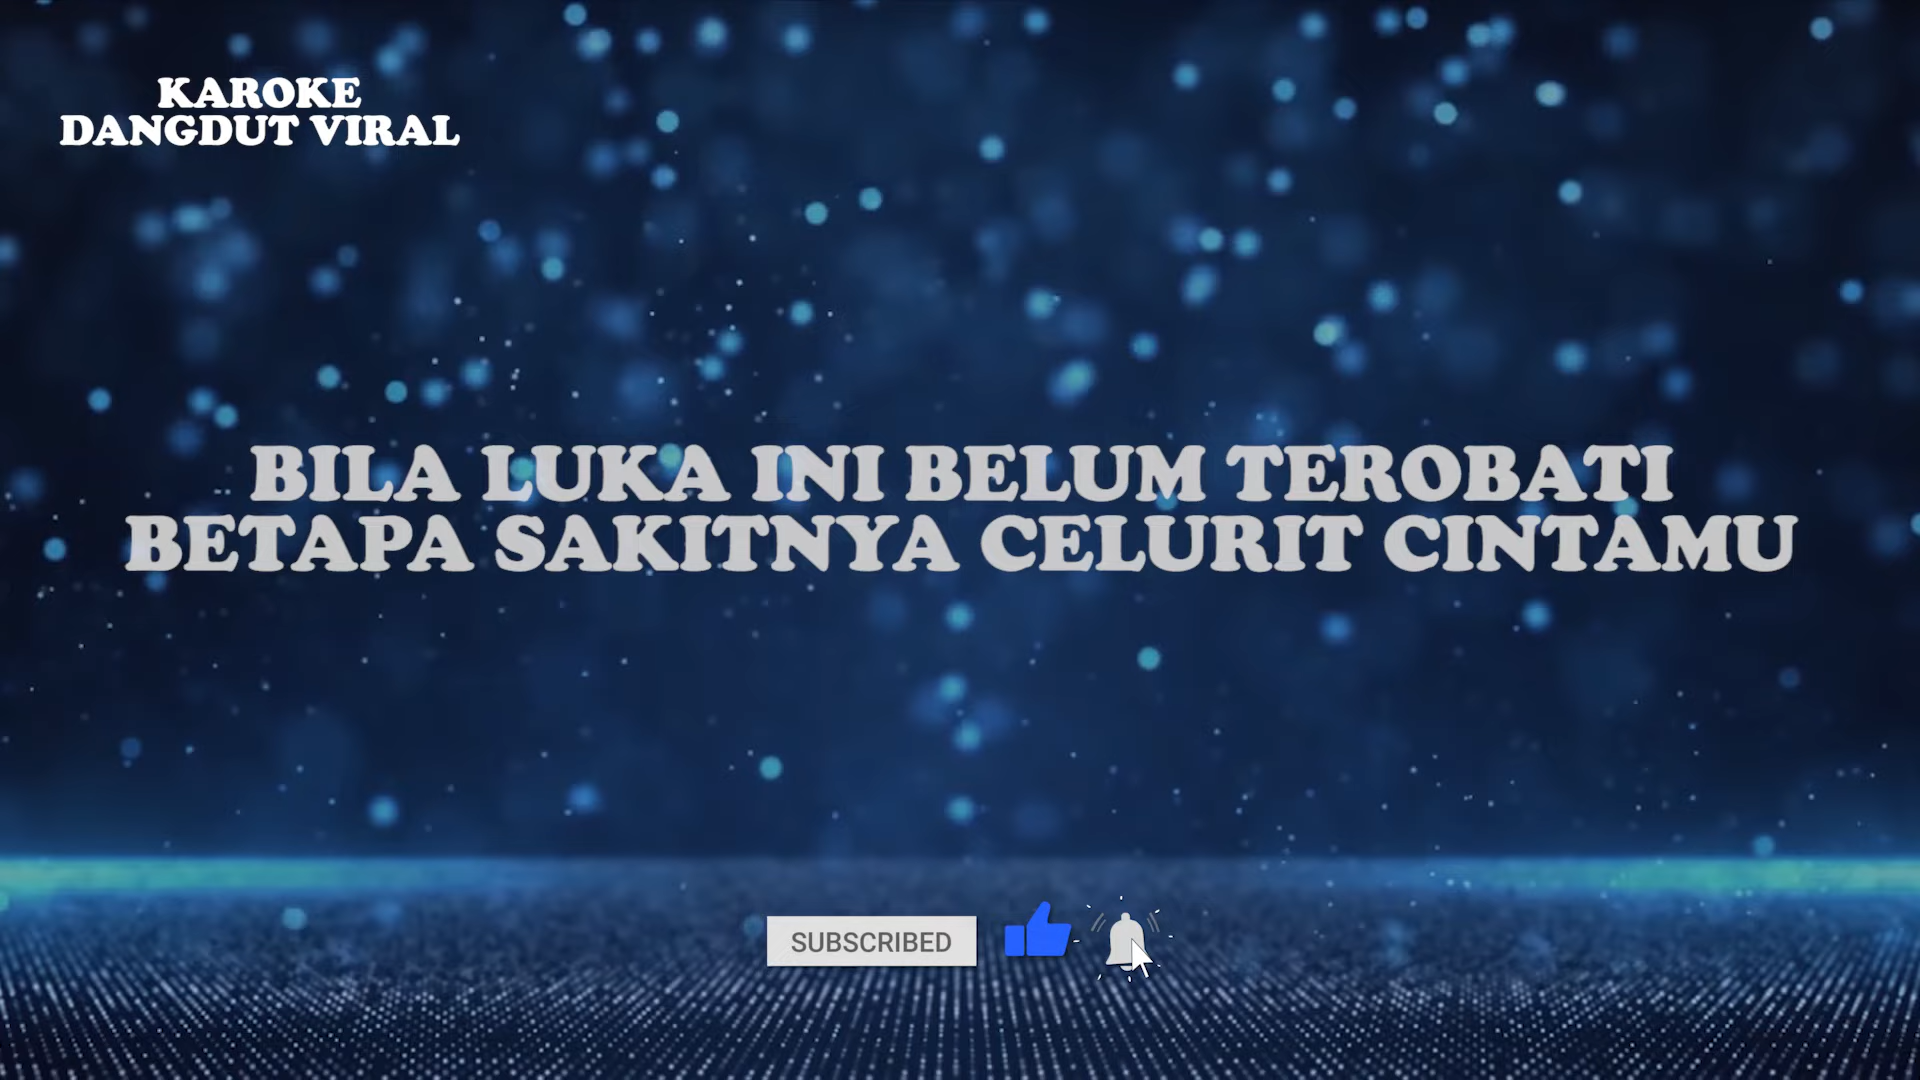 KAROKE
DANGDUT VIRAL
BILA LUKA INI BELUM TEROBATI
BETAPA SAKITNYA CELURIT CINTAMU
SUBSCRIBED